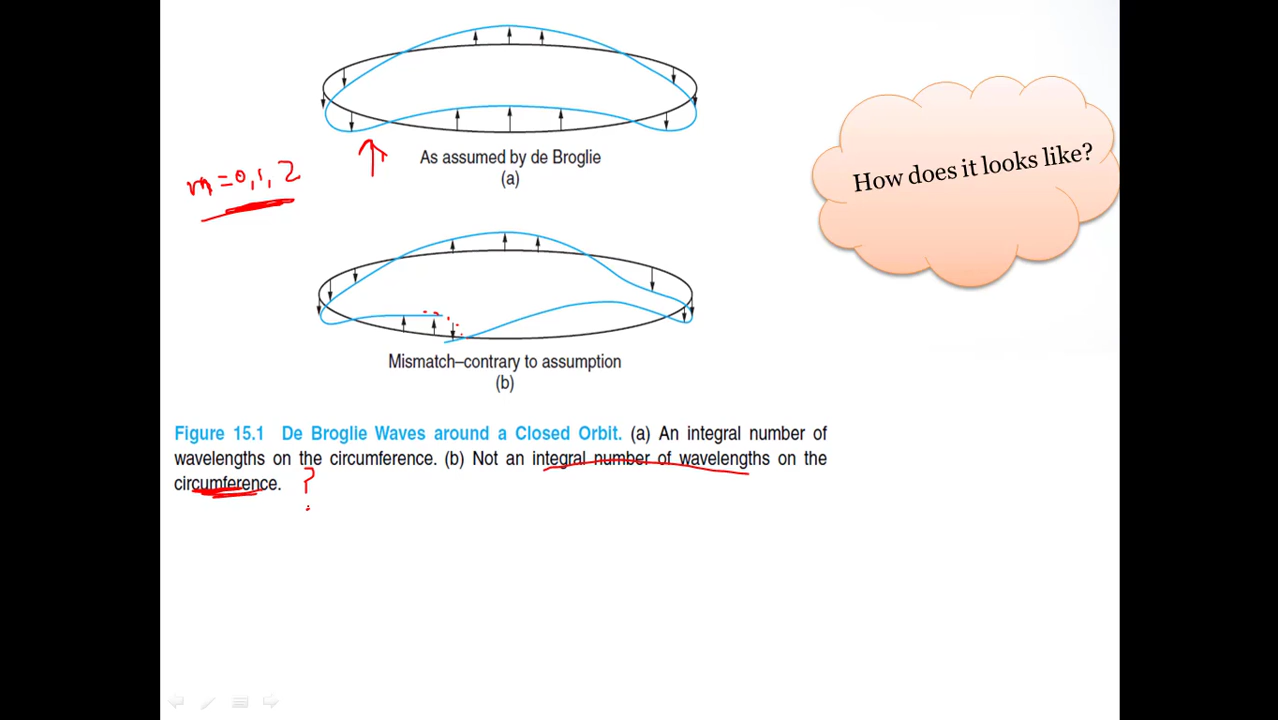 As assumed by de Broglie
(a)
m = 0, 1, 2
How does it looks like?
Mismatch–contrary to assumption
(b)
Figure 15.1 De Broglie Waves around a Closed Orbit. (a) An integral number of
wavelengths on the circumference. (b) Not an integral number of wavelengths on the
circumference. ?